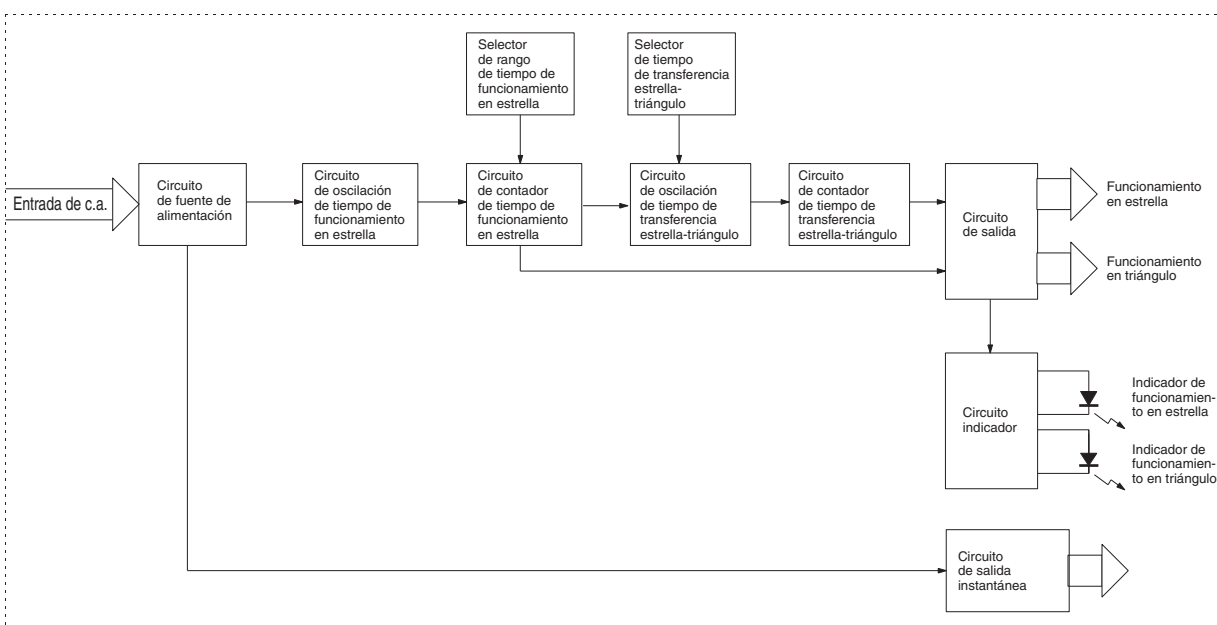 Selector
de rango
de tiempo de
funcionamiento
en estrella
Selector
de tiempo
de transferencia
estrella-
triángulo
Entrada de c.a.
Circuito
de fuente de
alimentación
Circuito
de oscilación
de tiempo de
funcionamiento
en estrella
Circuito
de contador
de tiempo de
funcionamiento
en estrella
Circuito
de oscilación
de tiempo de
transferencia
estrella-triángulo
Circuito
de contador
de tiempo de
transferencia
estrella-triángulo
Circuito
de salida
Funcionamiento
en estrella
Funcionamiento
en triángulo
Circuito
indicador
Indicador de
funcionamien-
to en estrella
Indicador de
funcionamien-
to en triángulo
Circuito
de salida
instantánea